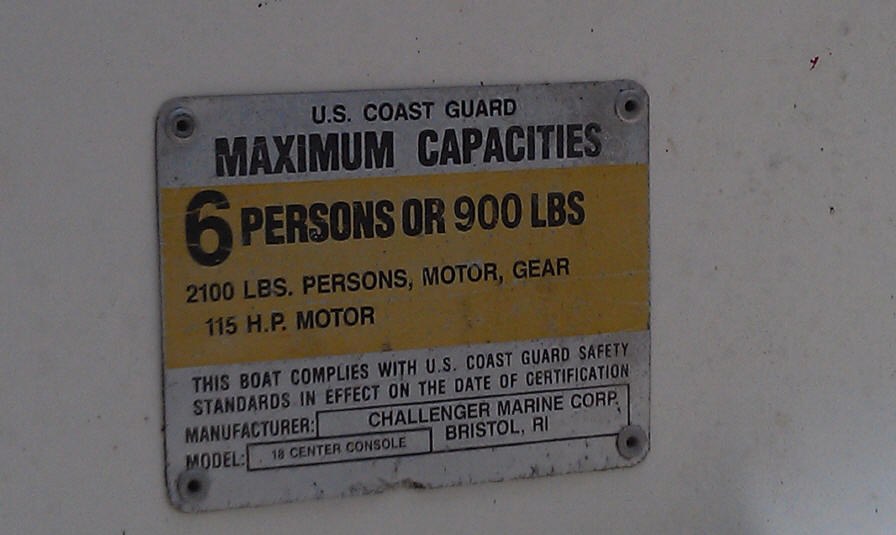 U.S. COAST GUARD
MAXIMUM CAPACITIES
6 PERSONS OR 900 LBS
2100 LBS. PERSONS, MOTOR, GEAR
115 H.P. MOTOR
THIS BOAT COMPLIES WITH U.S. COAST GUARD SAFETY
STANDARDS IN EFFECT ON THE DATE OF CERTIFICATION
MANUFACTURER: CHALLENGER MARINE CORP.
BRISTOL, RI
MODEL: 18 CENTER CONSOLE